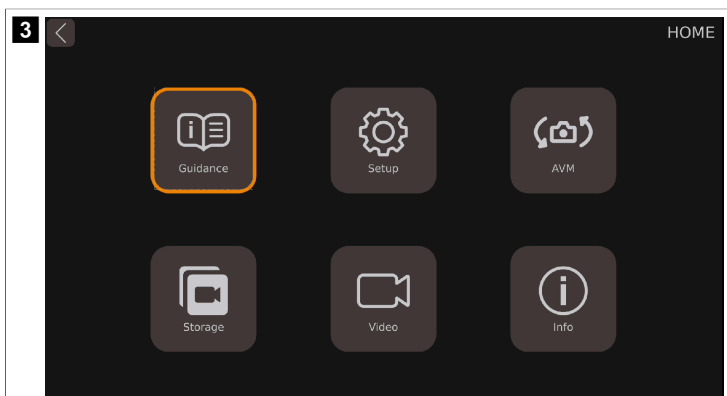 3
HOME
Guidance
Setup
AVM
Storage
Video
Info